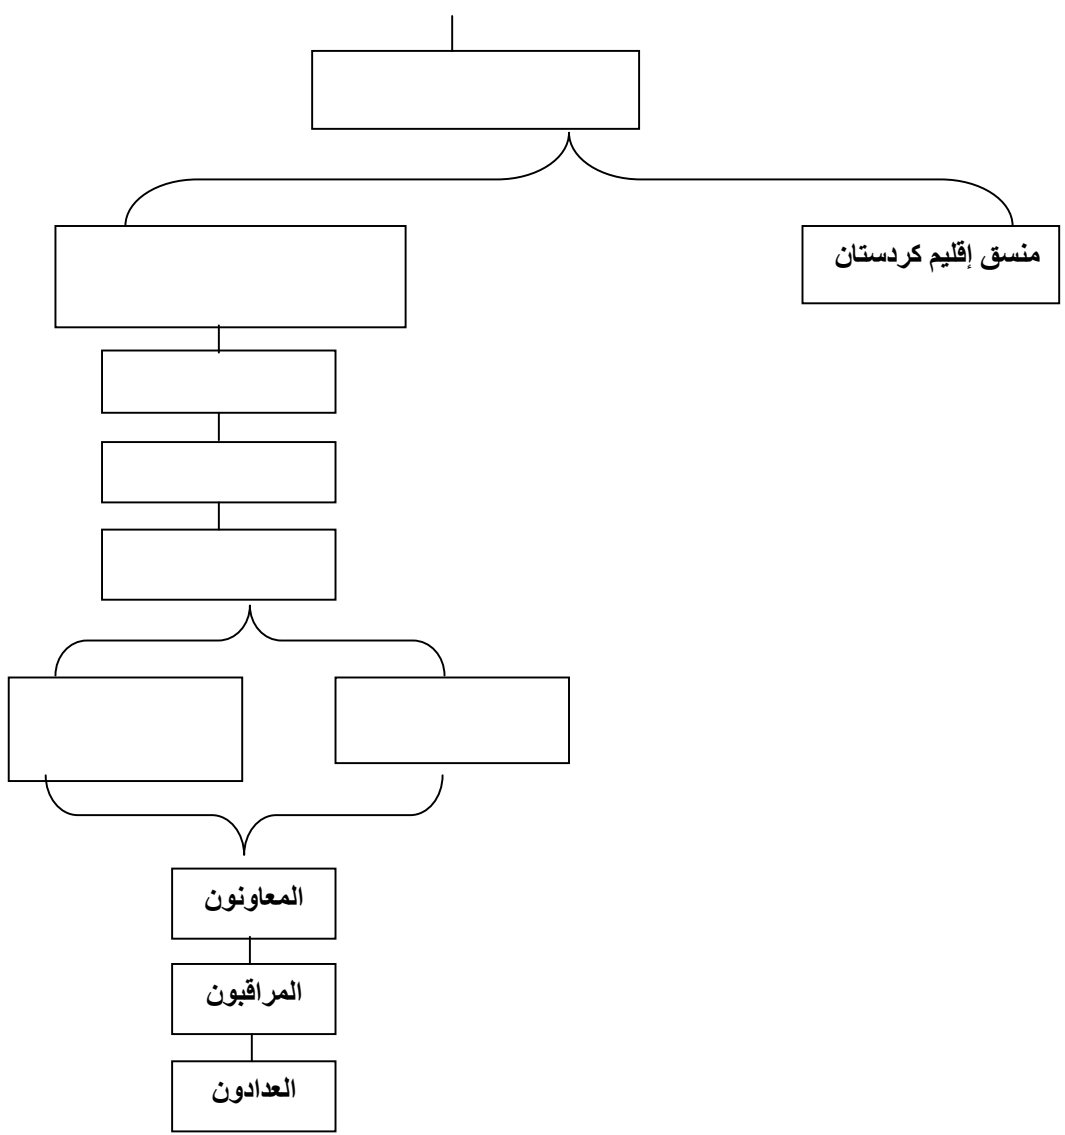 منسق إقليم كردستان
المعاونون
المراقبون
العدادون